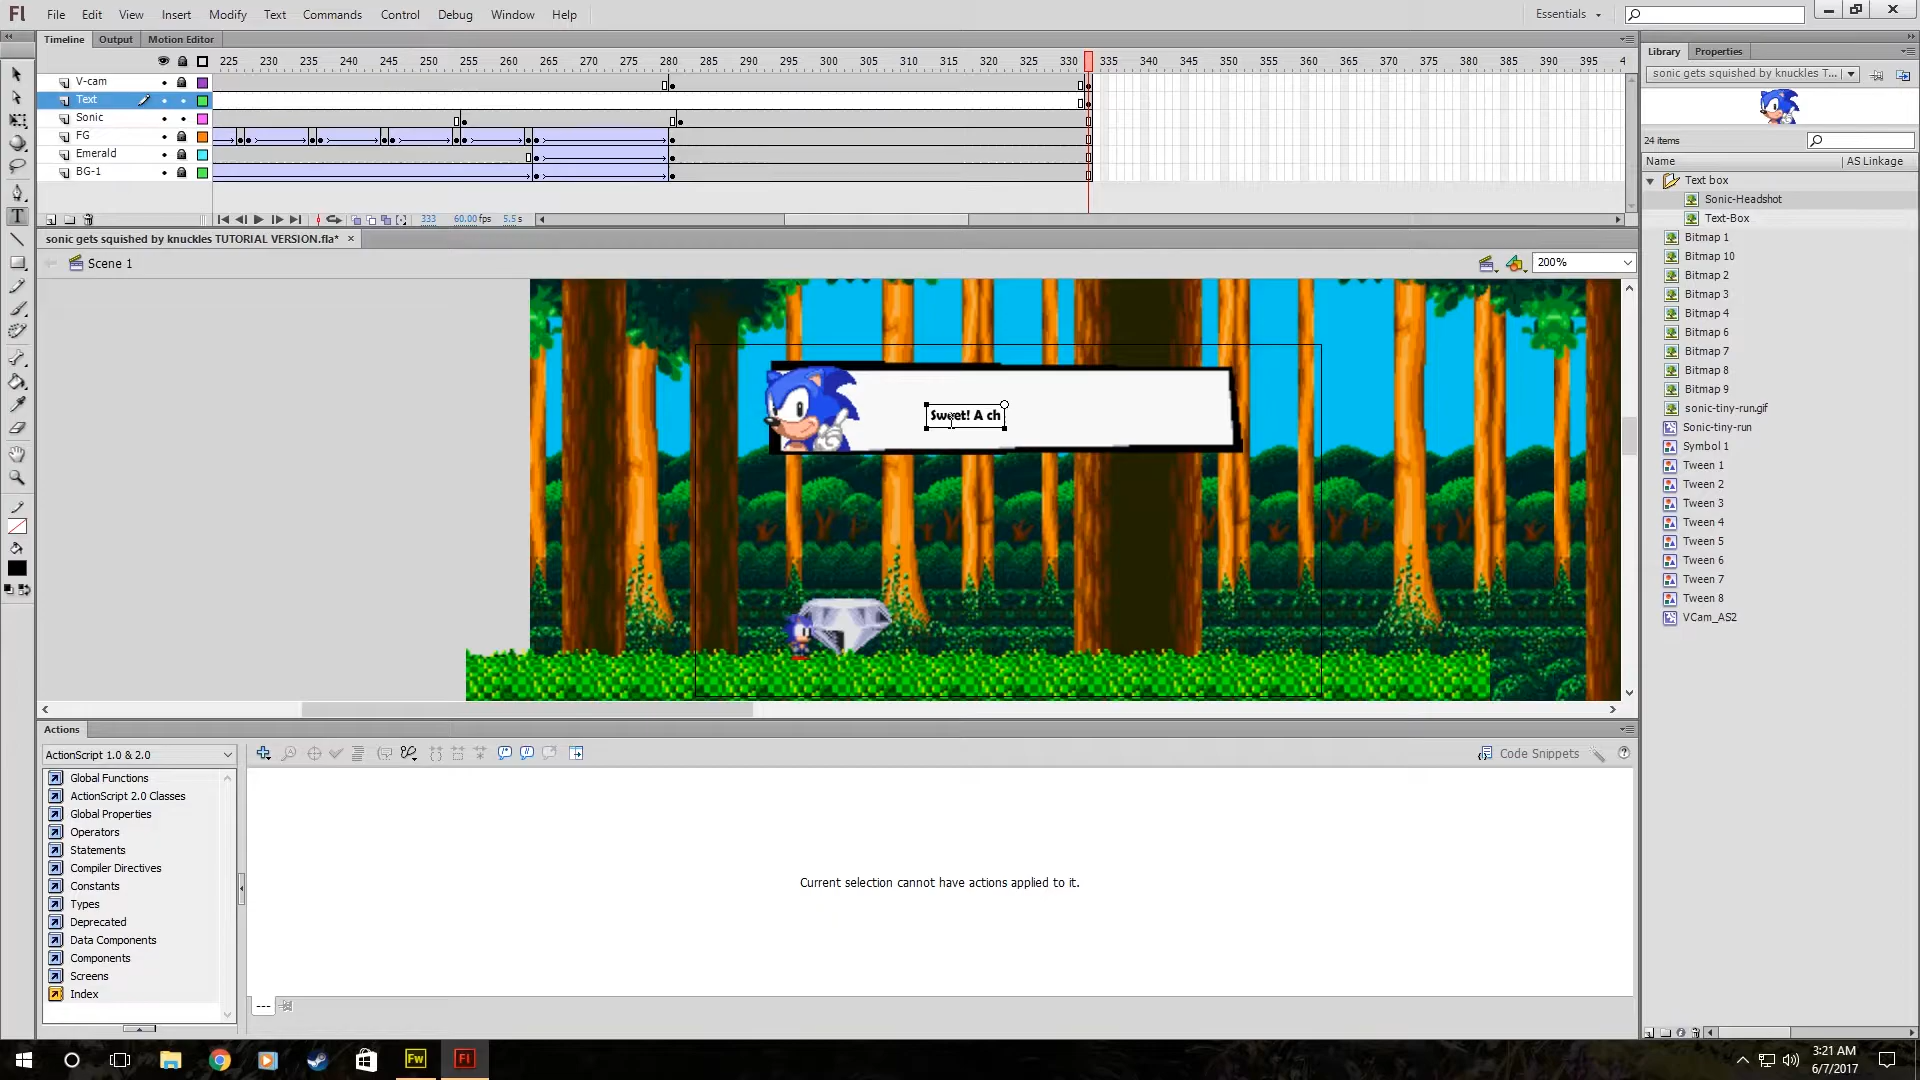 Fl File Edit View Insert Modify Text Commands Control Debug Window Help Essentials
Timeline Output Motion Editor Library Properties
225 230 235 240 245 250 255 260 265 270 275 280 285 290 295 300 305 310 315 320 325 330 335 340 345 350 355 360 365 370 375 380 385 390 395 4
sonic gets squished by knuckles T...
V-cam
Text
Sonic
FG
Emerald
BG-1
333 60.00 fps 5.5 s
sonic gets squished by knuckles TUTORIAL VERSION.fla*
Scene 1
200%
Sweet! A ch
24 items
Name AS Linkage
Text box
Sonic-Headshot
Text-Box
Bitmap 1
Bitmap 10
Bitmap 2
Bitmap 3
Bitmap 4
Bitmap 6
Bitmap 7
Bitmap 8
Bitmap 9
sonic-tiny-run.gif
Sonic-tiny-run
Symbol 1
Tween 1
Tween 2
Tween 3
Tween 4
Tween 5
Tween 6
Tween 7
Tween 8
VCam_AS2
Actions
ActionScript 1.0 & 2.0
Code Snippets
Global Functions
ActionScript 2.0 Classes
Global Properties
Operators
Statements
Compiler Directives
Constants
Types
Deprecated
Data Components
Components
Screens
Index
Current selection cannot have actions applied to it.
Fw Fl
3:21 AM
6/7/2017